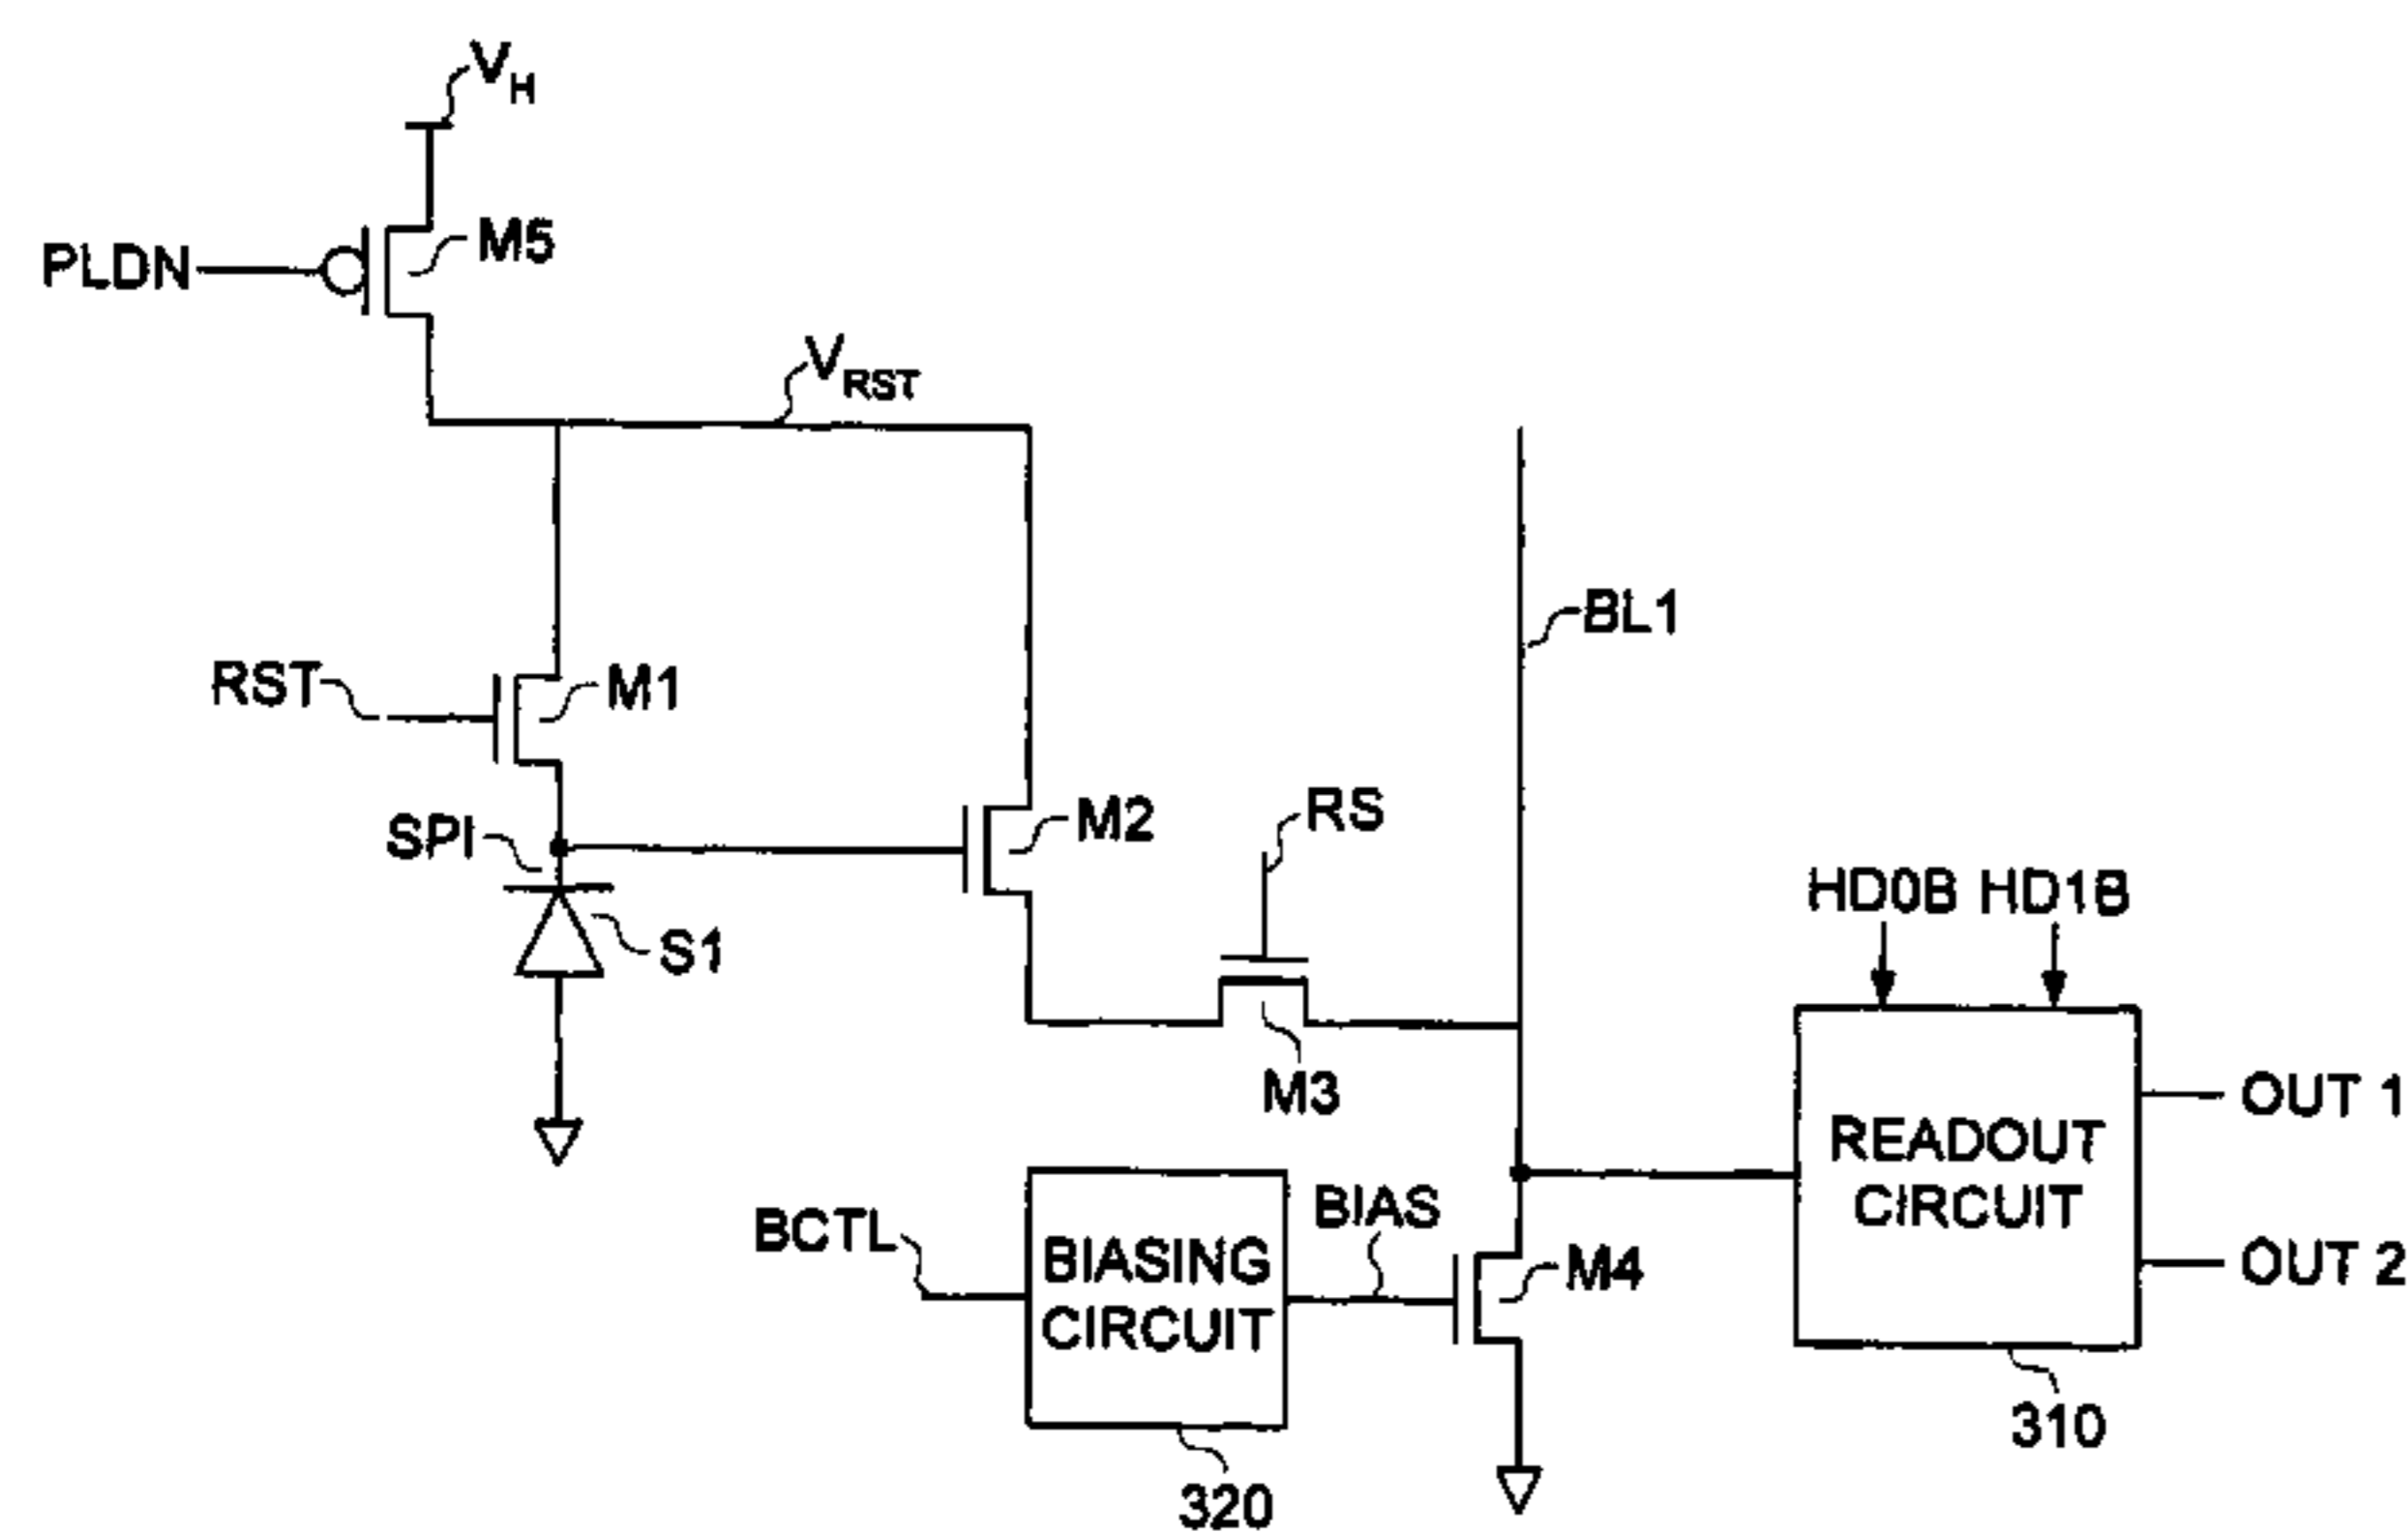 VH
PLDN
M5
VRST
BL1
RST
M1
SPI
M2
RS
S1
HD0B HD1B
M3
READOUT
CIRCUIT
OUT 1
OUT 2
BCTL
BIASING
CIRCUIT
BIAS
M4
310
320